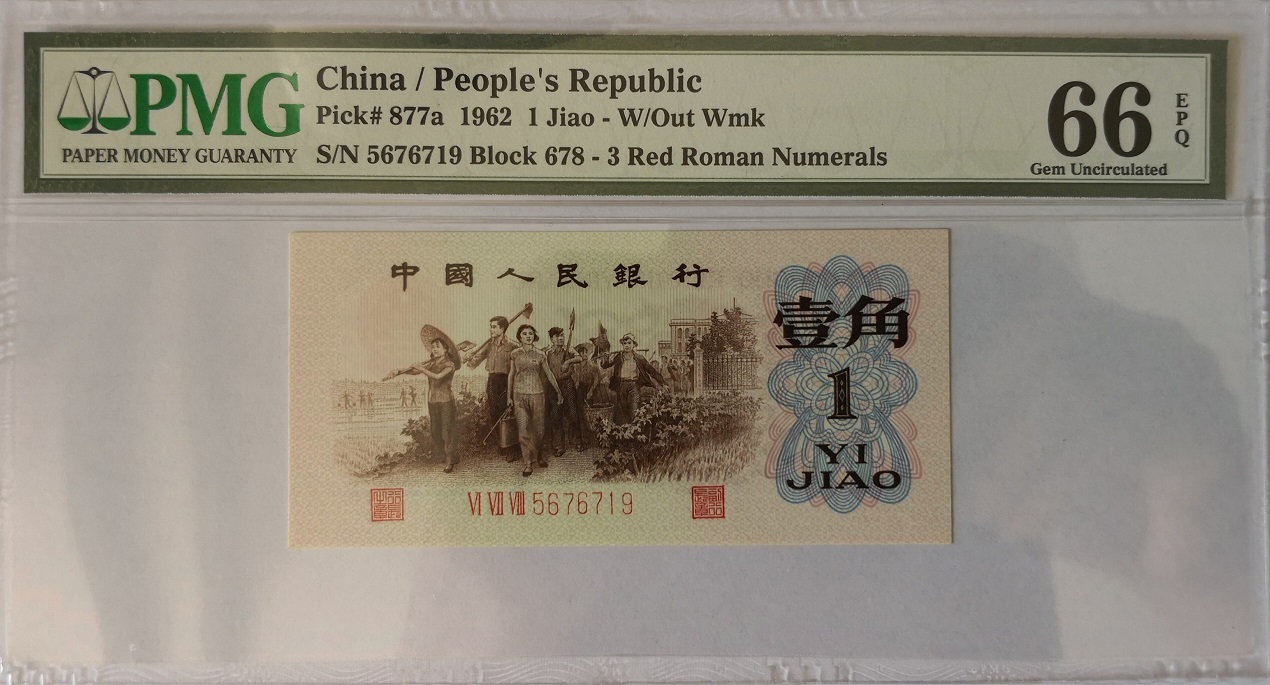 PMG
PAPER MONEY GUARANTY
China / People's Republic
Pick# 877a 1962 1 Jiao - W/Out Wmk
S/N 5676719 Block 678 - 3 Red Roman Numerals
66
EPQ
Gem Uncirculated
中國人民銀行
壹角
1
YI
JIAO
VI VII VIII 5676719